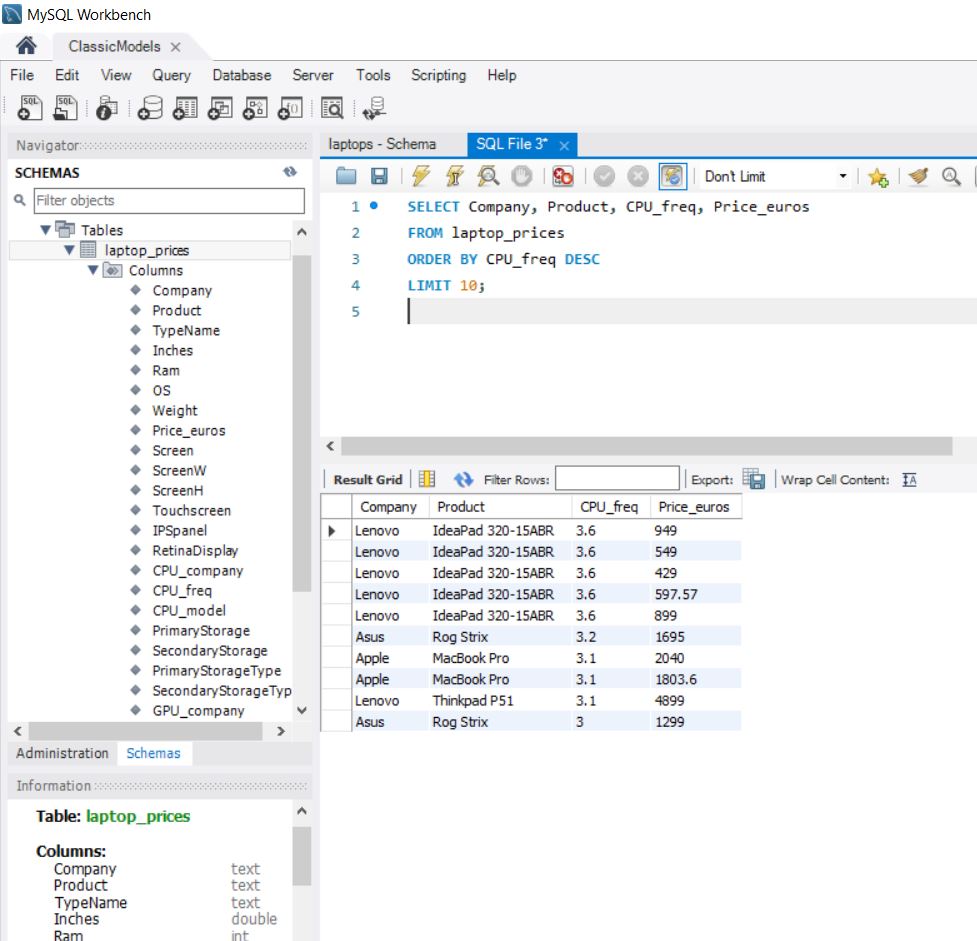 MySQL Workbench
ClassicModels
File Edit View Query Database Server Tools Scripting Help
Navigator
SCHEMAS
Filter objects
Tables
laptop_prices
Columns
Company
Product
TypeName
Inches
Ram
OS
Weight
Price_euros
Screen
ScreenW
ScreenH
Touchscreen
IPSpanel
RetinaDisplay
CPU_company
CPU_freq
CPU_model
PrimaryStorage
SecondaryStorage
PrimaryStorageType
SecondaryStorageTyp
GPU_company
Administration Schemas
Information
Table: laptop_prices
Columns:
Company text
Product text
TypeName text
Inches double
Ram int
laptops - Schema SQL File 3*
Don't Limit
1 SELECT Company, Product, CPU_freq, Price_euros
2 FROM laptop_prices
3 ORDER BY CPU_freq DESC
4 LIMIT 10;
5
Result Grid Filter Rows: Export: Wrap Cell Content:
Company Product CPU_freq Price_euros
Lenovo IdeaPad 320-15ABR 3.6 949
Lenovo IdeaPad 320-15ABR 3.6 549
Lenovo IdeaPad 320-15ABR 3.6 429
Lenovo IdeaPad 320-15ABR 3.6 597.57
Lenovo IdeaPad 320-15ABR 3.6 899
Asus Rog Strix 3.2 1695
Apple MacBook Pro 3.1 2040
Apple MacBook Pro 3.1 1803.6
Lenovo Thinkpad P51 3.1 4899
Asus Rog Strix 3 1299